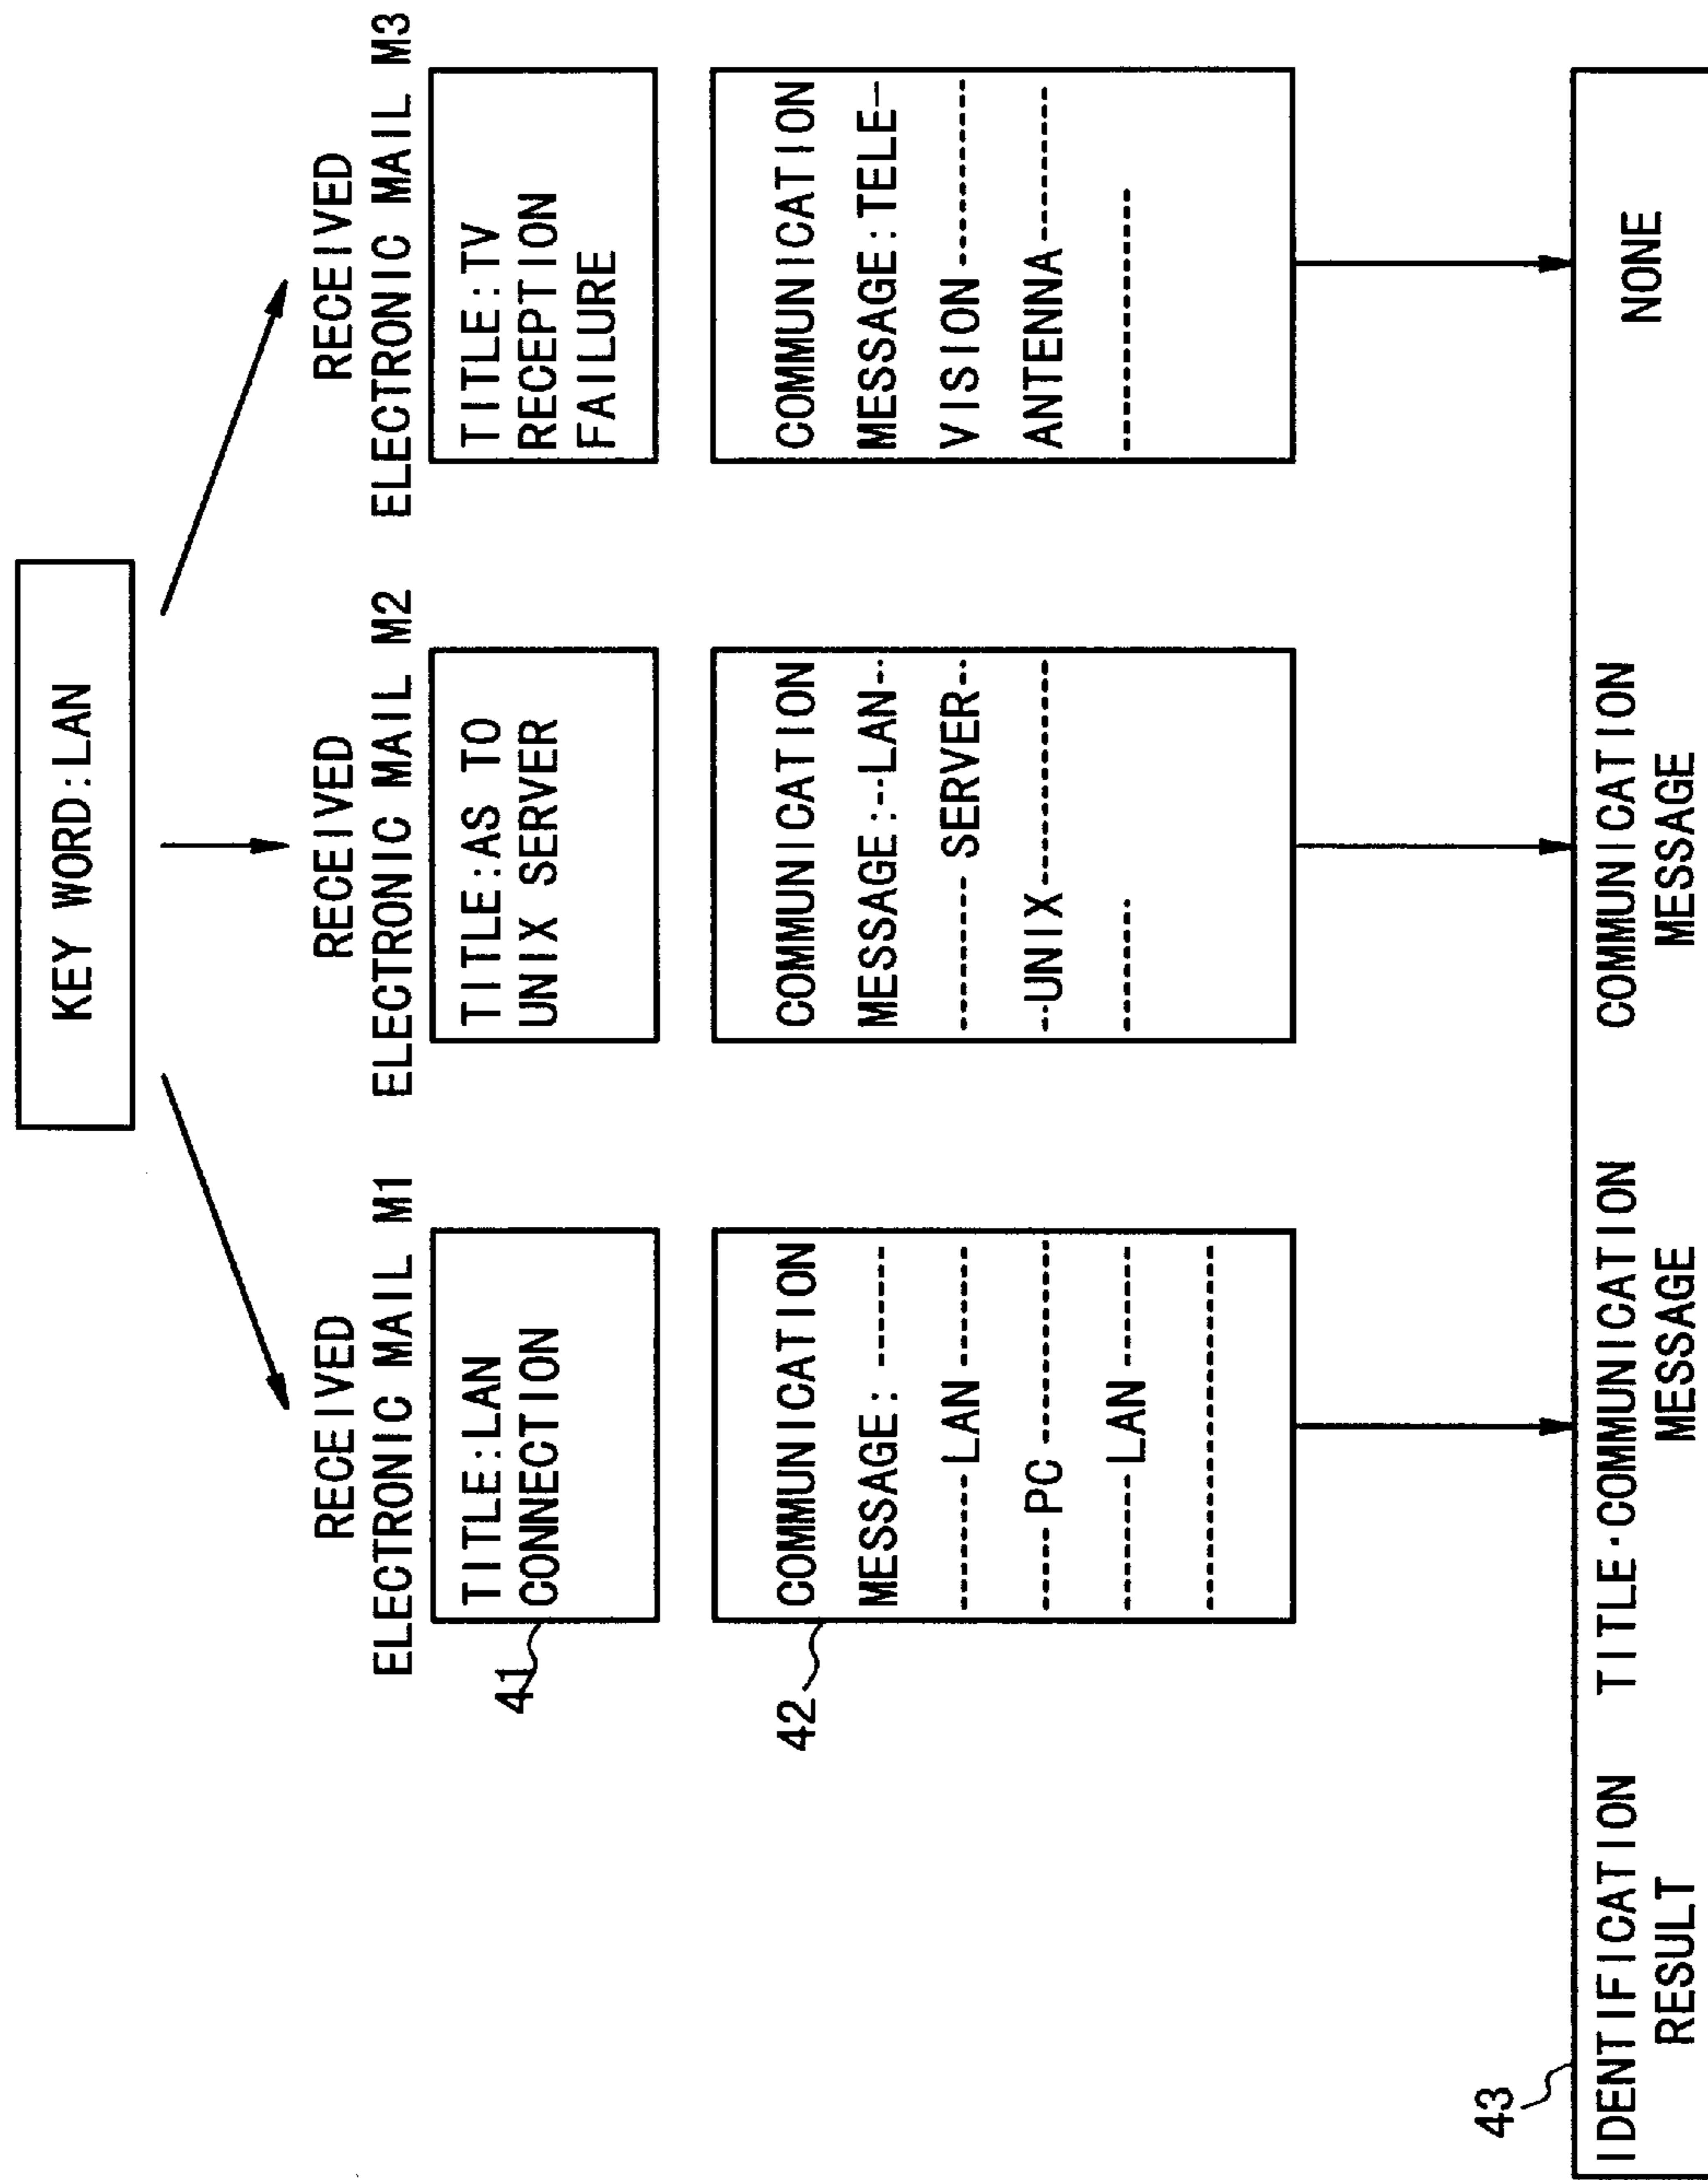 KEY WORD:LAN
RECEIVED
ELECTRONIC MAIL M1
TITLE:LAN
CONNECTION
41
COMMUNICATION
MESSAGE: ------
------LAN------
-----PC--------
------LAN------
---------------
42
RECEIVED
ELECTRONIC MAIL M2
TITLE:AS TO
UNIX SERVER
COMMUNICATION
MESSAGE:--LAN--
------SERVER--
--UNIX--------
------
RECEIVED
ELECTRONIC MAIL M3
TITLE:TV
RECEPTION
FAILURE
COMMUNICATION
MESSAGE:TELE-
VISION-------
ANTENNA------
----------
43
IDENTIFICATION
RESULT
TITLE·COMMUNICATION
MESSAGE
COMMUNICATION
MESSAGE
NONE